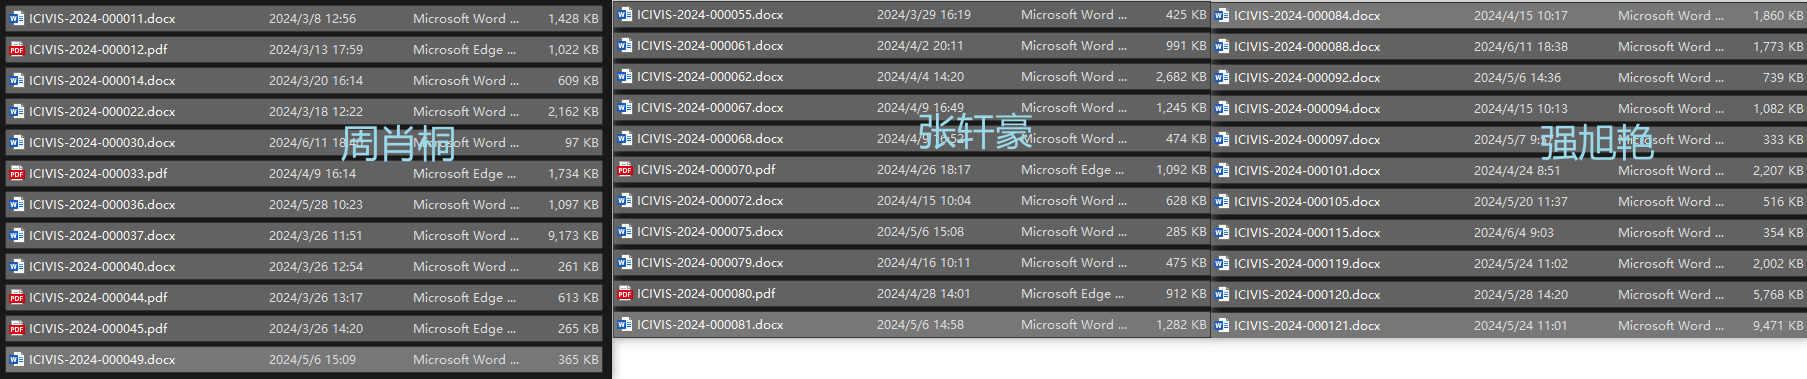 ICIVIS-2024-000011.docx 2024/3/8 12:56 Microsoft Word ... 1,428 KB
ICIVIS-2024-000012.pdf 2024/3/13 17:59 Microsoft Edge ... 1,022 KB
ICIVIS-2024-000014.docx 2024/3/20 16:14 Microsoft Word ... 609 KB
ICIVIS-2024-000022.docx 2024/3/18 12:22 Microsoft Word ... 2,162 KB
ICIVIS-2024-000030.docx 2024/6/11 Microsoft Word ... 97 KB
周肖桐
ICIVIS-2024-000033.pdf 2024/4/9 16:14 Microsoft Edge ... 1,734 KB
ICIVIS-2024-000036.docx 2024/5/28 10:23 Microsoft Word ... 1,097 KB
ICIVIS-2024-000037.docx 2024/3/26 11:51 Microsoft Word ... 9,173 KB
ICIVIS-2024-000040.docx 2024/3/26 12:54 Microsoft Word ... 261 KB
ICIVIS-2024-000044.pdf 2024/3/26 13:17 Microsoft Edge ... 613 KB
ICIVIS-2024-000045.pdf 2024/3/26 14:20 Microsoft Edge ... 265 KB
ICIVIS-2024-000049.docx 2024/5/6 15:09 Microsoft Word ... 365 KB
ICIVIS-2024-000055.docx 2024/3/29 16:19 Microsoft Word ... 425 KB
ICIVIS-2024-000061.docx 2024/4/2 20:11 Microsoft Word ... 991 KB
ICIVIS-2024-000062.docx 2024/4/4 14:20 Microsoft Word ... 2,682 KB
ICIVIS-2024-000067.docx 2024/4/9 16:49 Microsoft Word ... 1,245 KB
张轩豪
ICIVIS-2024-000068.docx Microsoft Word ... 474 KB
ICIVIS-2024-000070.pdf 2024/4/26 18:17 Microsoft Edge ... 1,092 KB
ICIVIS-2024-000072.docx 2024/4/15 10:04 Microsoft Word ... 628 KB
ICIVIS-2024-000075.docx 2024/5/6 15:08 Microsoft Word ... 285 KB
ICIVIS-2024-000079.docx 2024/4/16 10:11 Microsoft Word ... 475 KB
ICIVIS-2024-000080.pdf 2024/4/28 14:01 Microsoft Edge ... 912 KB
ICIVIS-2024-000081.docx 2024/5/6 14:58 Microsoft Word ... 1,282 KB
ICIVIS-2024-000084.docx 2024/4/15 10:17 Microsoft Word ... 1,860 KB
ICIVIS-2024-000088.docx 2024/6/11 18:38 Microsoft Word ... 1,773 KB
ICIVIS-2024-000092.docx 2024/5/6 14:36 Microsoft Word ... 739 KB
ICIVIS-2024-000094.docx 2024/4/15 10:13 Microsoft Word ... 1,082 KB
ICIVIS-2024-000097.docx 2024/5/7 Microsoft Word ... 333 KB
强旭艳
ICIVIS-2024-000101.docx 2024/4/24 8:51 Microsoft Word ... 2,207 KB
ICIVIS-2024-000105.docx 2024/5/20 11:37 Microsoft Word ... 516 KB
ICIVIS-2024-000115.docx 2024/6/4 9:03 Microsoft Word ... 354 KB
ICIVIS-2024-000119.docx 2024/5/24 11:02 Microsoft Word ... 2,002 KB
ICIVIS-2024-000120.docx 2024/5/28 14:20 Microsoft Word ... 5,768 KB
ICIVIS-2024-000121.docx 2024/5/24 11:01 Microsoft Word ... 9,471 KB